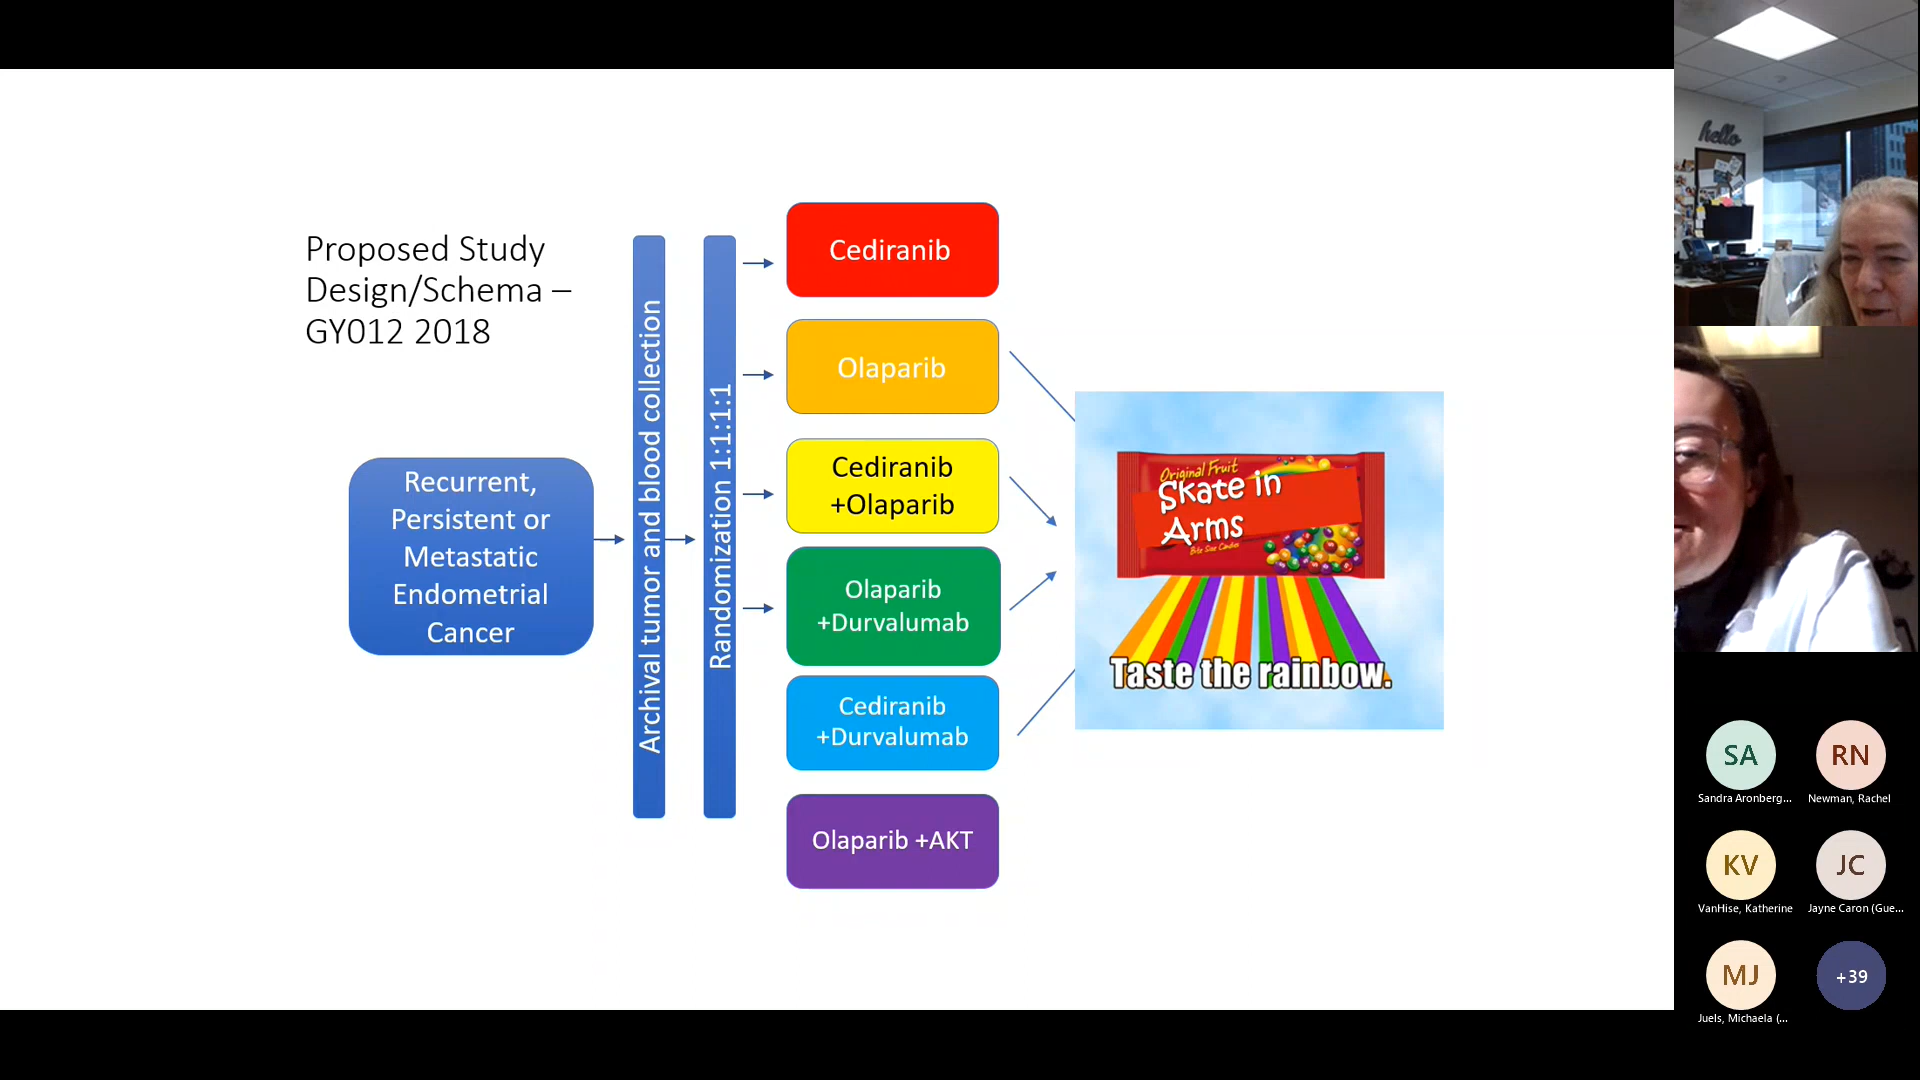 Proposed Study
Design/Schema –
GY012 2018
Recurrent,
Persistent or
Metastatic
Endometrial
Cancer
Archival tumor and blood collection
Randomization 1:1:1:1
Cediranib
Olaparib
Cediranib
+Olaparib
Olaparib
+Durvalumab
Cediranib
+Durvalumab
Olaparib +AKT
Original Fruit
Skate in
Arms
Bite Size Candies
Taste the rainbow.
hello
SA
Sandra Aronberg...
RN
Newman, Rachel
KV
VanHise, Katherine
JC
Jayne Caron (Gue...
MJ
Juels, Michaela (...
+39